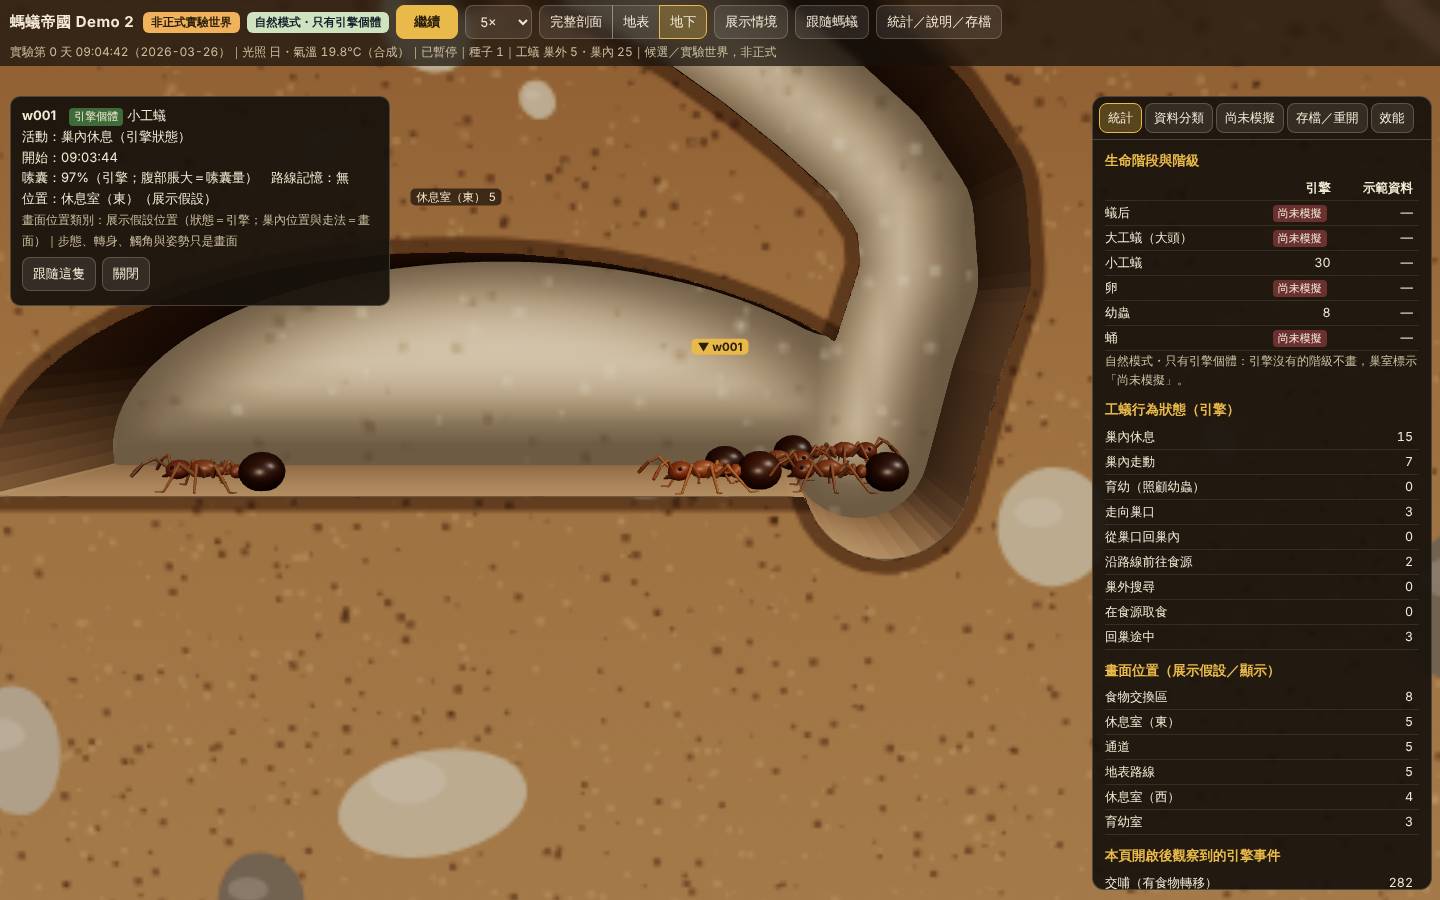 螞蟻帝國 Demo 2 非正式實驗世界 自然模式・只有引擎個體 繼續 5× 完整剖面 地表 地下 展示情境 跟隨螞蟻 統計／說明／存檔
實驗第 0 天 09:04:42（2026-03-26）｜光照 日・氣溫 19.8°C（合成）｜已暫停｜種子 1｜工蟻 巢外 5・巢內 25｜候選／實驗世界，非正式
w001 引擎個體 小工蟻
活動：巢內休息（引擎狀態）
開始：09:03:44
嗉囊：97%（引擎；腹部脹大＝嗉囊量） 路線記憶：無
位置：休息室（東）（展示假設）
畫面位置類別：展示假設位置（狀態＝引擎；巢內位置與走法＝畫
面）｜步態、轉身、觸角與姿勢只是畫面
跟隨這隻 關閉
休息室（東） 5
▼ w001
統計 資料分類 尚未模擬 存檔／重開 效能
生命階段與階級
引擎 示範資料
蟻后 尚未模擬 —
大工蟻（大頭） 尚未模擬 —
小工蟻 30 —
卵 尚未模擬 —
幼蟲 8 —
蛹 尚未模擬 —
自然模式・只有引擎個體：引擎沒有的階級不畫，巢室標示
「尚未模擬」。
工蟻行為狀態（引擎）
巢內休息 15
巢內走動 7
育幼（照顧幼蟲） 0
走向巢口 3
從巢口回巢內 0
沿路線前往食源 2
巢外搜尋 0
在食源取食 0
回巢途中 3
畫面位置（展示假設／顯示）
食物交換區 8
休息室（東） 5
通道 5
地表路線 5
休息室（西） 4
育幼室 3
本頁開啟後觀察到的引擎事件
交哺（有食物轉移） 282